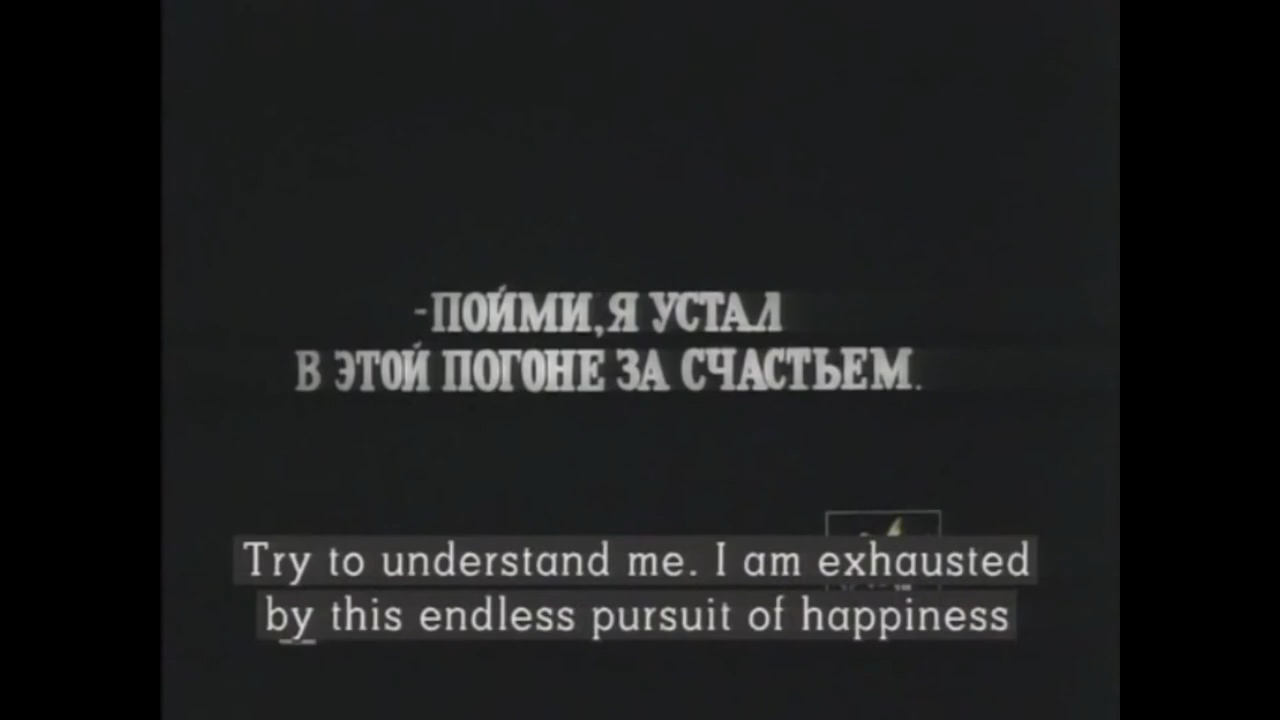 -ПОЙМИ, Я УСТАЛ
В ЭТОЙ ПОГОНЕ ЗА СЧАСТЬЕМ.
Try to understand me. I am exhausted
by this endless pursuit of happiness